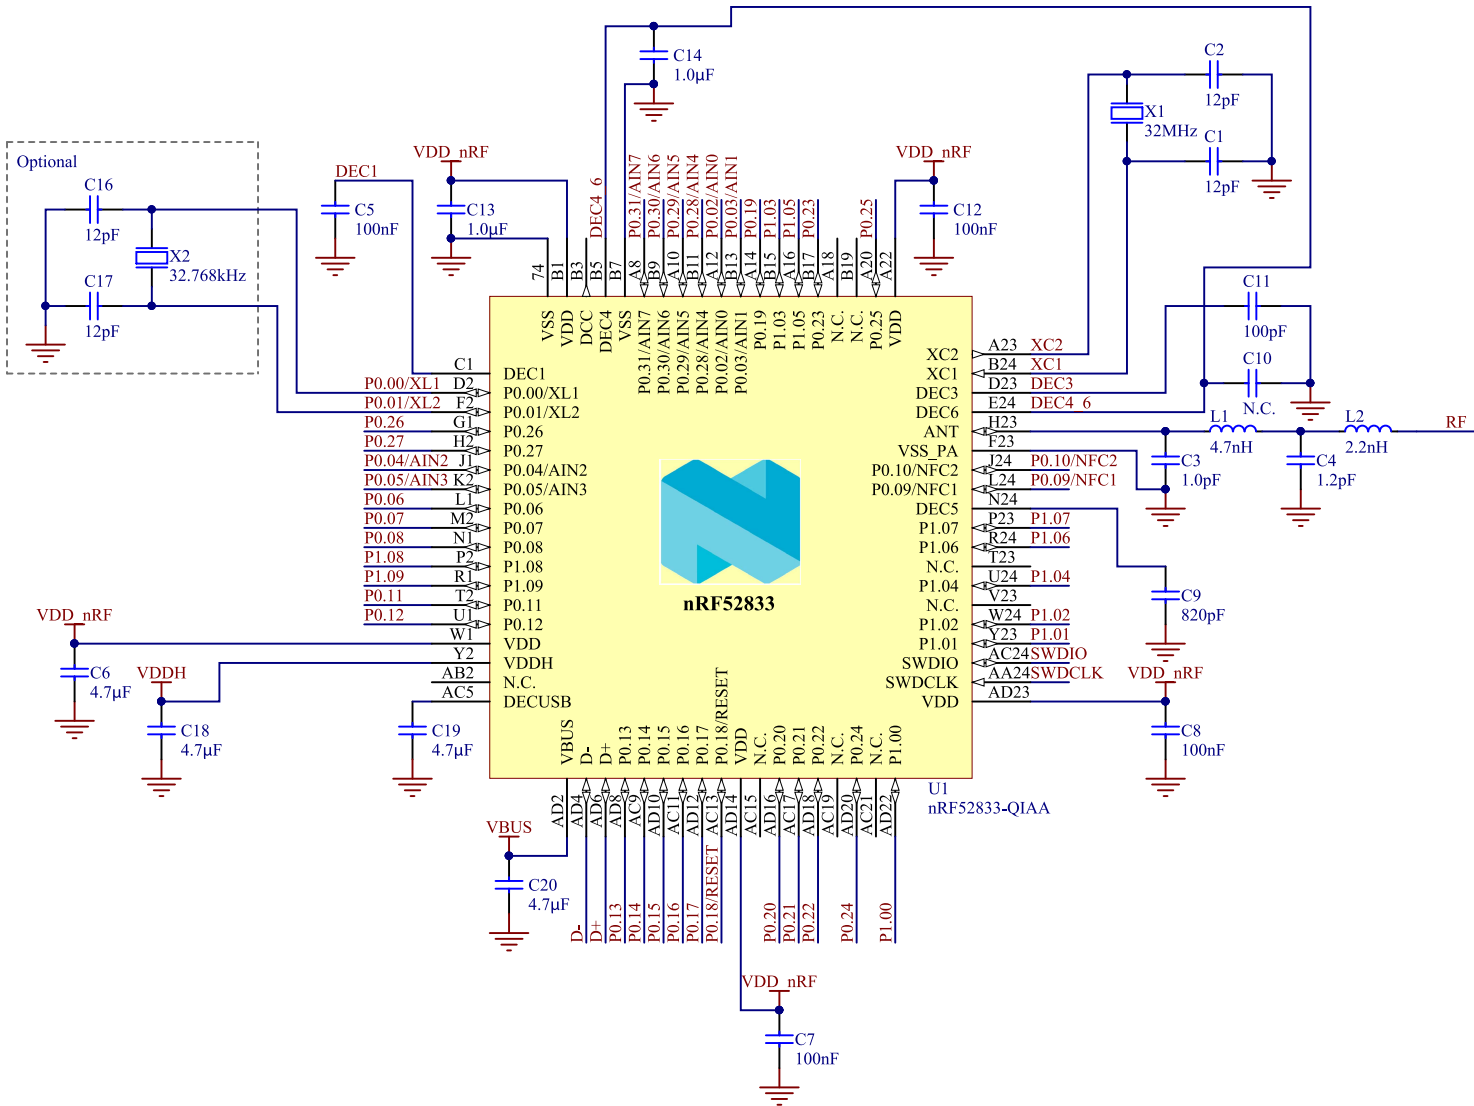 C14
1.0µF
C2
12pF
X1
32MHz
C1
12pF
Optional
C16
12pF
X2
32.768kHz
C17
12pF
DEC1
C5
100nF
VDD_nRF
C13
1.0µF
DEC4_6
P0.31/AIN7
P0.30/AIN6
P0.29/AIN5
P0.28/AIN4
P0.02/AIN0
P0.03/AIN1
P0.19
P1.03
P1.05
P0.23
P0.25
VDD_nRF
C12
100nF
74
B1
B3
B5
B7
A8
B9
A10
B11
A12
B13
A14
B15
A16
B17
A18
B19
A20
A22
VSS
VDD
DCC
DEC4
VSS
P0.31/AIN7
P0.30/AIN6
P0.29/AIN5
P0.28/AIN4
P0.02/AIN0
P0.03/AIN1
P0.19
P1.03
P1.05
P0.23
N.C.
N.C.
P0.25
VDD
C1 DEC1
P0.00/XL1 D2 P0.00/XL1
P0.01/XL2 F2 P0.01/XL2
P0.26 G1 P0.26
P0.27 H2 P0.27
P0.04/AIN2 J1 P0.04/AIN2
P0.05/AIN3 K2 P0.05/AIN3
P0.06 L1 P0.06
P0.07 M2 P0.07
P0.08 N1 P0.08
P1.08 P2 P1.08
P1.09 R1 P1.09
P0.11 T2 P0.11
P0.12 U1 P0.12
W1 VDD
Y2 VDDH
AB2 N.C.
AC5 DECUSB
XC2 A23 XC2
XC1 B24 XC1
DEC3 D23 DEC3
DEC6 E24 DEC4_6
ANT H23
VSS_PA F23
P0.10/NFC2 J24 P0.10/NFC2
P0.09/NFC1 L24 P0.09/NFC1
DEC5 N24
P1.07 P23 P1.07
P1.06 R24 P1.06
N.C. T23
P1.04 U24 P1.04
N.C. V23
P1.02 W24 P1.02
P1.01 Y23 P1.01
SWDIO AC24 SWDIO
SWDCLK AA24 SWDCLK
VDD AD23
nRF52833
C11
100pF
C10
N.C.
L1
4.7nH
L2
2.2nH
RF
C3
1.0pF
C4
1.2pF
C9
820pF
VDD_nRF
C8
100nF
VDD_nRF
C6
4.7µF
VDDH
C18
4.7µF
C19
4.7µF
VBUS
D-
D+
P0.13
P0.14
P0.15
P0.16
P0.17
P0.18/RESET
VDD
N.C.
P0.20
P0.21
P0.22
N.C.
P0.24
N.C.
P1.00
U1
nRF52833-QIAA
AD2
AD4
AD6
AD8
AC9
AD10
AC11
AD12
AC13
AD14
AC15
AD16
AC17
AD18
AC19
AD20
AC21
AD22
VBUS
C20
4.7µF
D-
D+
P0.13
P0.14
P0.15
P0.16
P0.17
P0.18/RESET
P0.20
P0.21
P0.22
P0.24
P1.00
VDD_nRF
C7
100nF